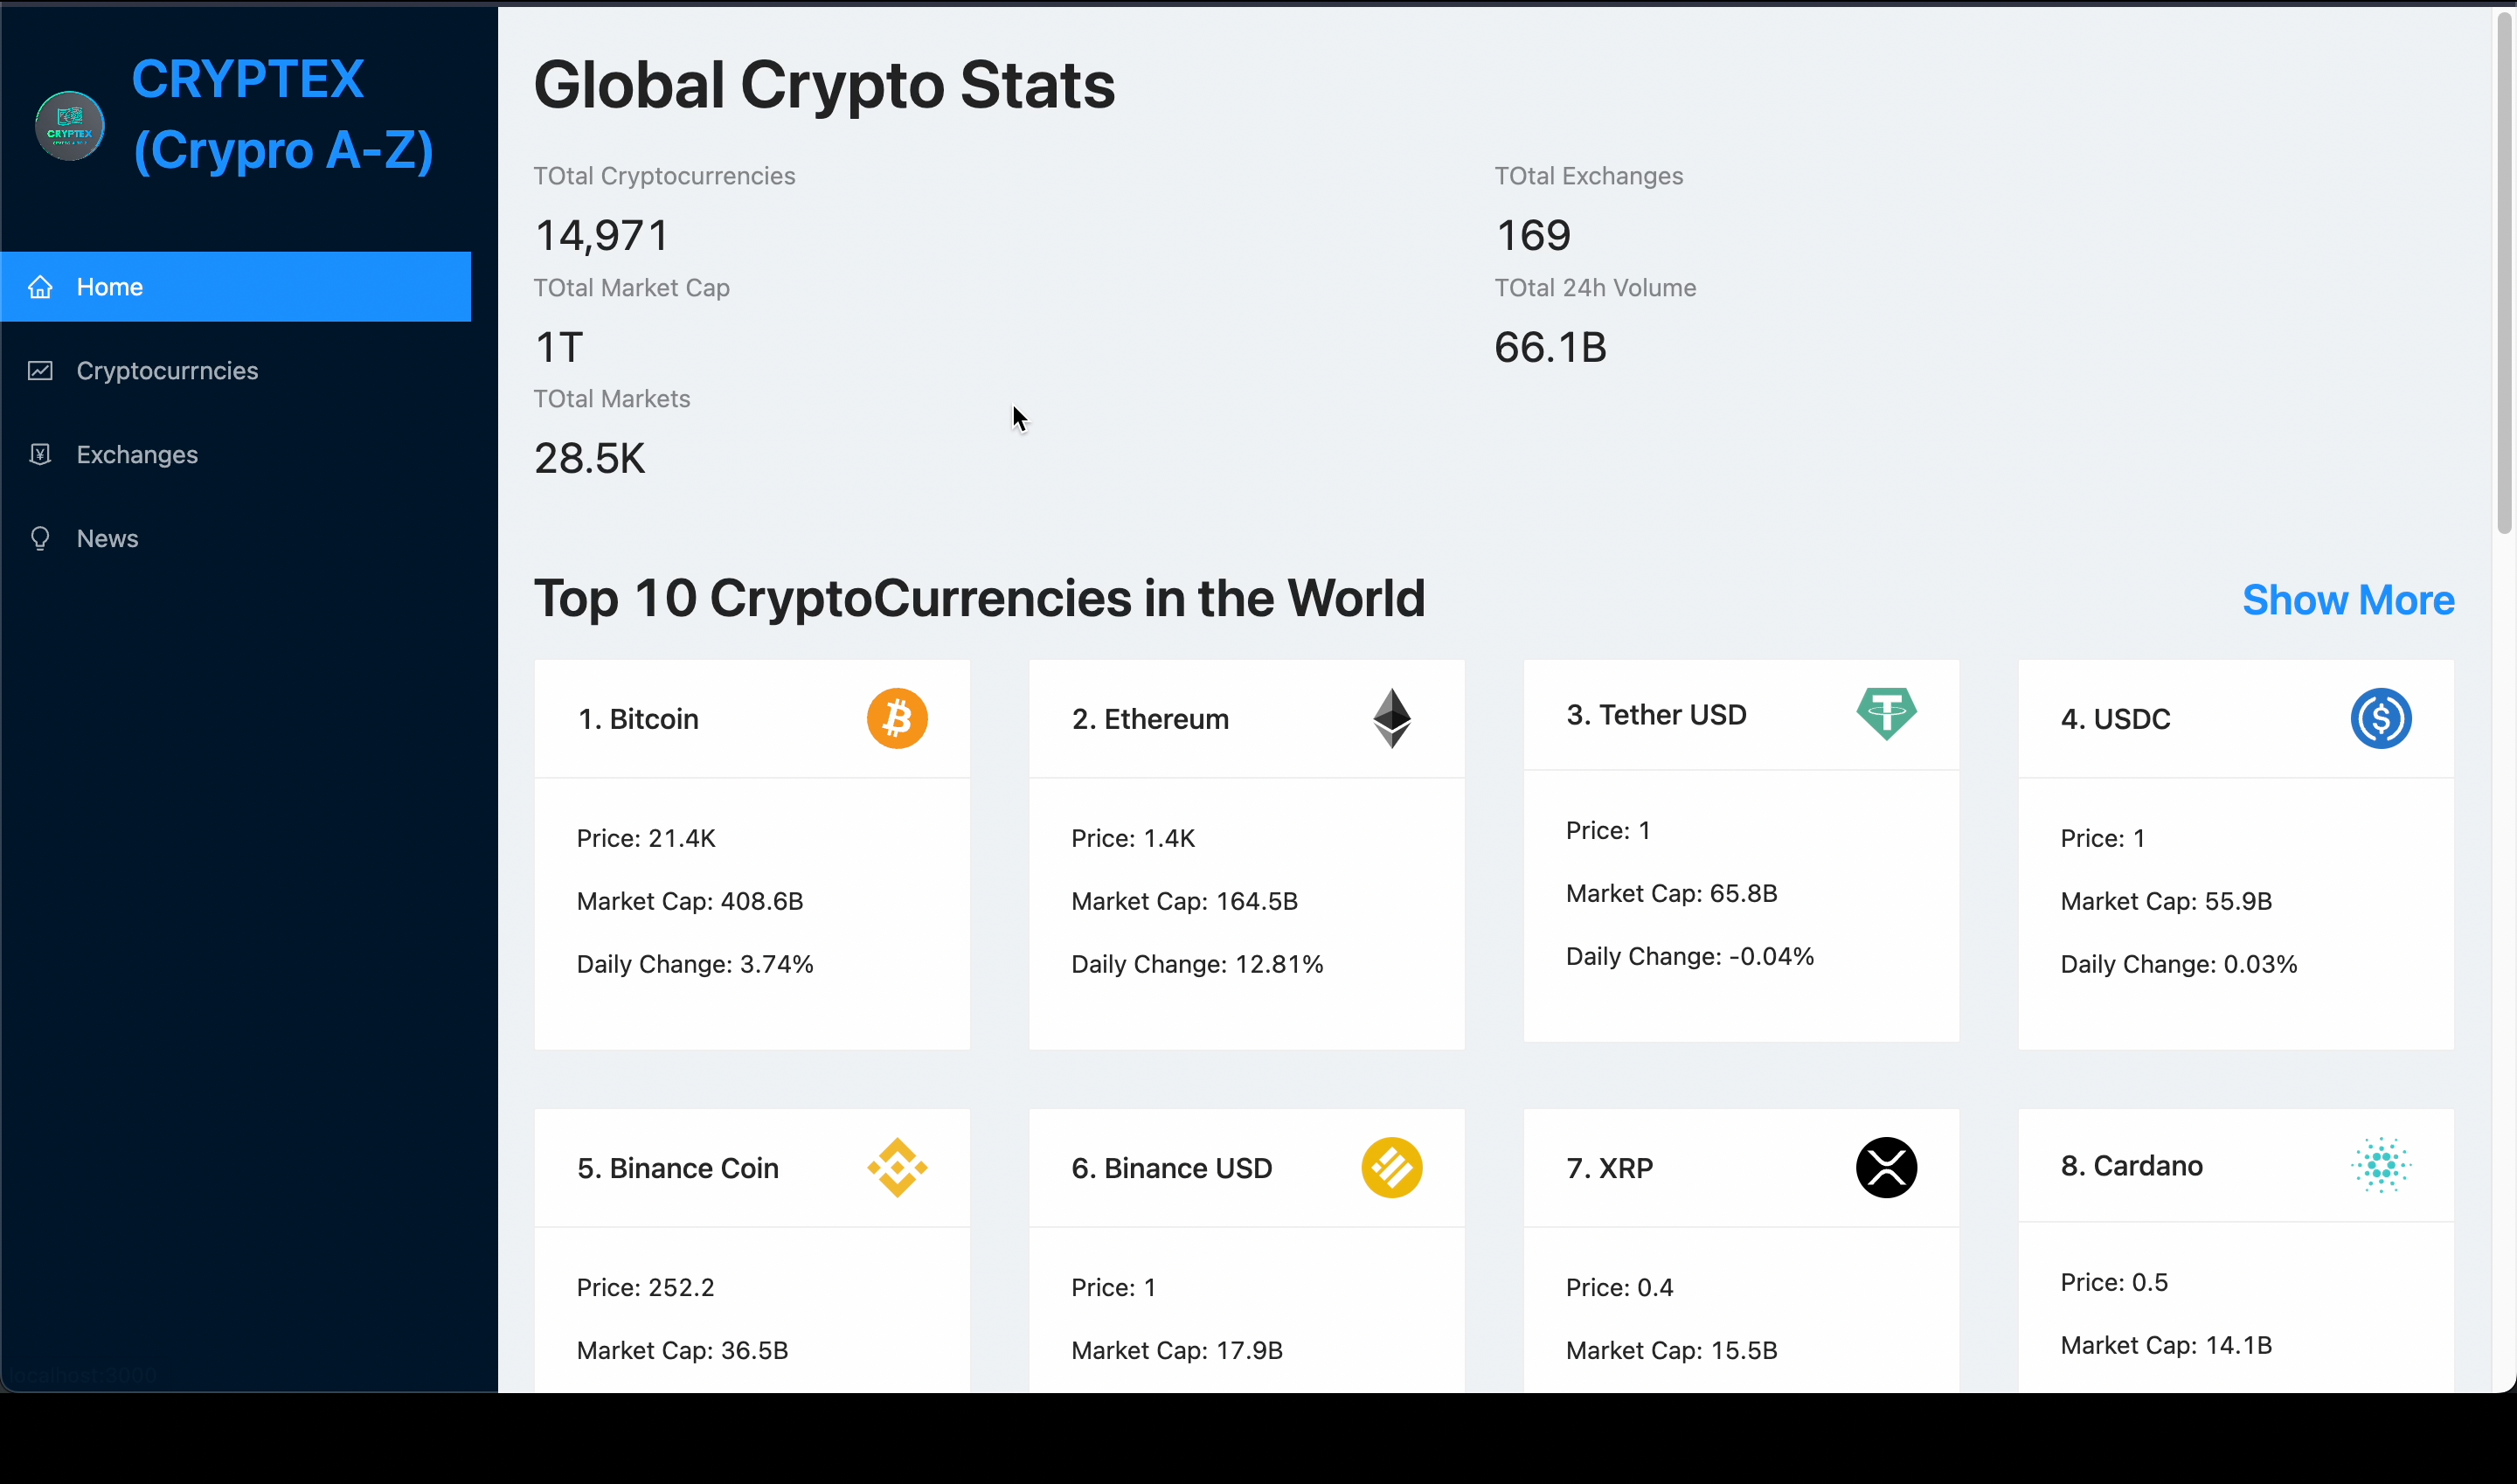 CRYPTEX
(Crypro A-Z)
CRYPTEX
Home
Cryptocurrncies
Exchanges
News
localhost:3000
Global Crypto Stats
TOtal Cryptocurrencies
14,971
TOtal Exchanges
169
TOtal Market Cap
1T
TOtal 24h Volume
66.1B
TOtal Markets
28.5K
Top 10 CryptoCurrencies in the World
Show More
1. Bitcoin
Price: 21.4K
Market Cap: 408.6B
Daily Change: 3.74%
2. Ethereum
Price: 1.4K
Market Cap: 164.5B
Daily Change: 12.81%
3. Tether USD
Price: 1
Market Cap: 65.8B
Daily Change: -0.04%
4. USDC
Price: 1
Market Cap: 55.9B
Daily Change: 0.03%
5. Binance Coin
Price: 252.2
Market Cap: 36.5B
6. Binance USD
Price: 1
Market Cap: 17.9B
7. XRP
Price: 0.4
Market Cap: 15.5B
8. Cardano
Price: 0.5
Market Cap: 14.1B